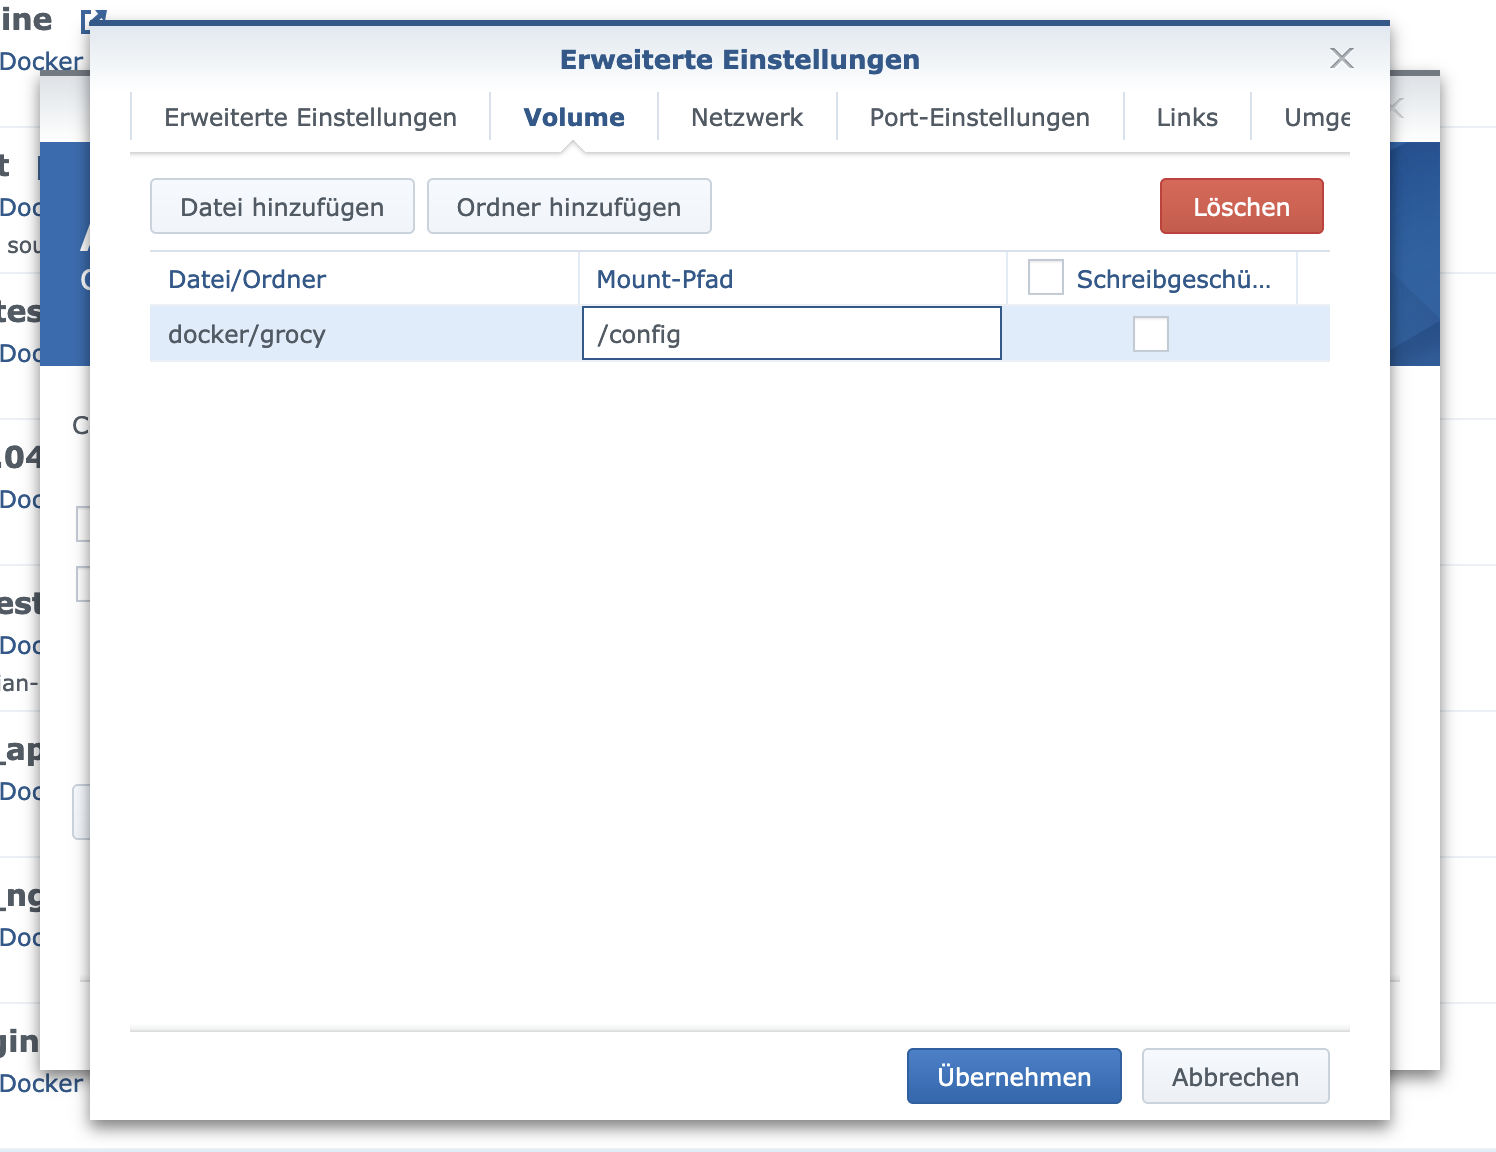 ine
Docker
Erweiterte Einstellungen
Erweiterte Einstellungen Volume Netzwerk Port-Einstellungen Links Umge
t
Doc
sou
Datei hinzufügen Ordner hinzufügen Löschen
Datei/Ordner Mount-Pfad Schreibgeschü...
docker/grocy /config
tes
Doc
.04
Doc
est
Doc
ian-
_ap
Doc
_ng
Doc
gin
Docker
Übernehmen Abbrechen